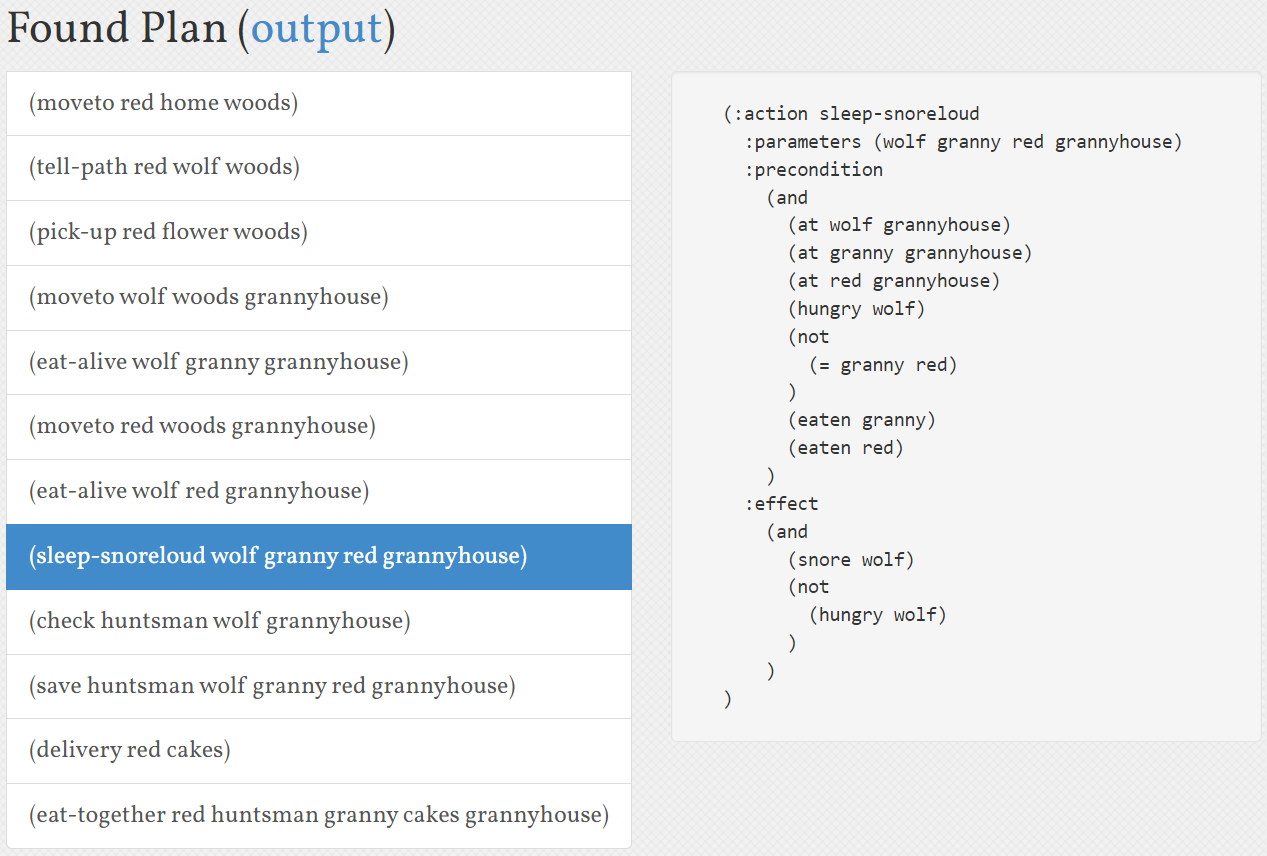 Found Plan (output)
(moveto red home woods)
(tell-path red wolf woods)
(pick-up red flower woods)
(moveto wolf woods grannyhouse)
(eat-alive wolf granny grannyhouse)
(moveto red woods grannyhouse)
(eat-alive wolf red grannyhouse)
(sleep-snoreloud wolf granny red grannyhouse)
(check huntsman wolf grannyhouse)
(save huntsman wolf granny red grannyhouse)
(delivery red cakes)
(eat-together red huntsman granny cakes grannyhouse)
(:action sleep-snoreloud
  :parameters (wolf granny red grannyhouse)
  :precondition
    (and
      (at wolf grannyhouse)
      (at granny grannyhouse)
      (at red grannyhouse)
      (hungry wolf)
      (not
        (= granny red)
      )
      (eaten granny)
      (eaten red)
    )
  :effect
    (and
      (snore wolf)
      (not
        (hungry wolf)
      )
    )
)